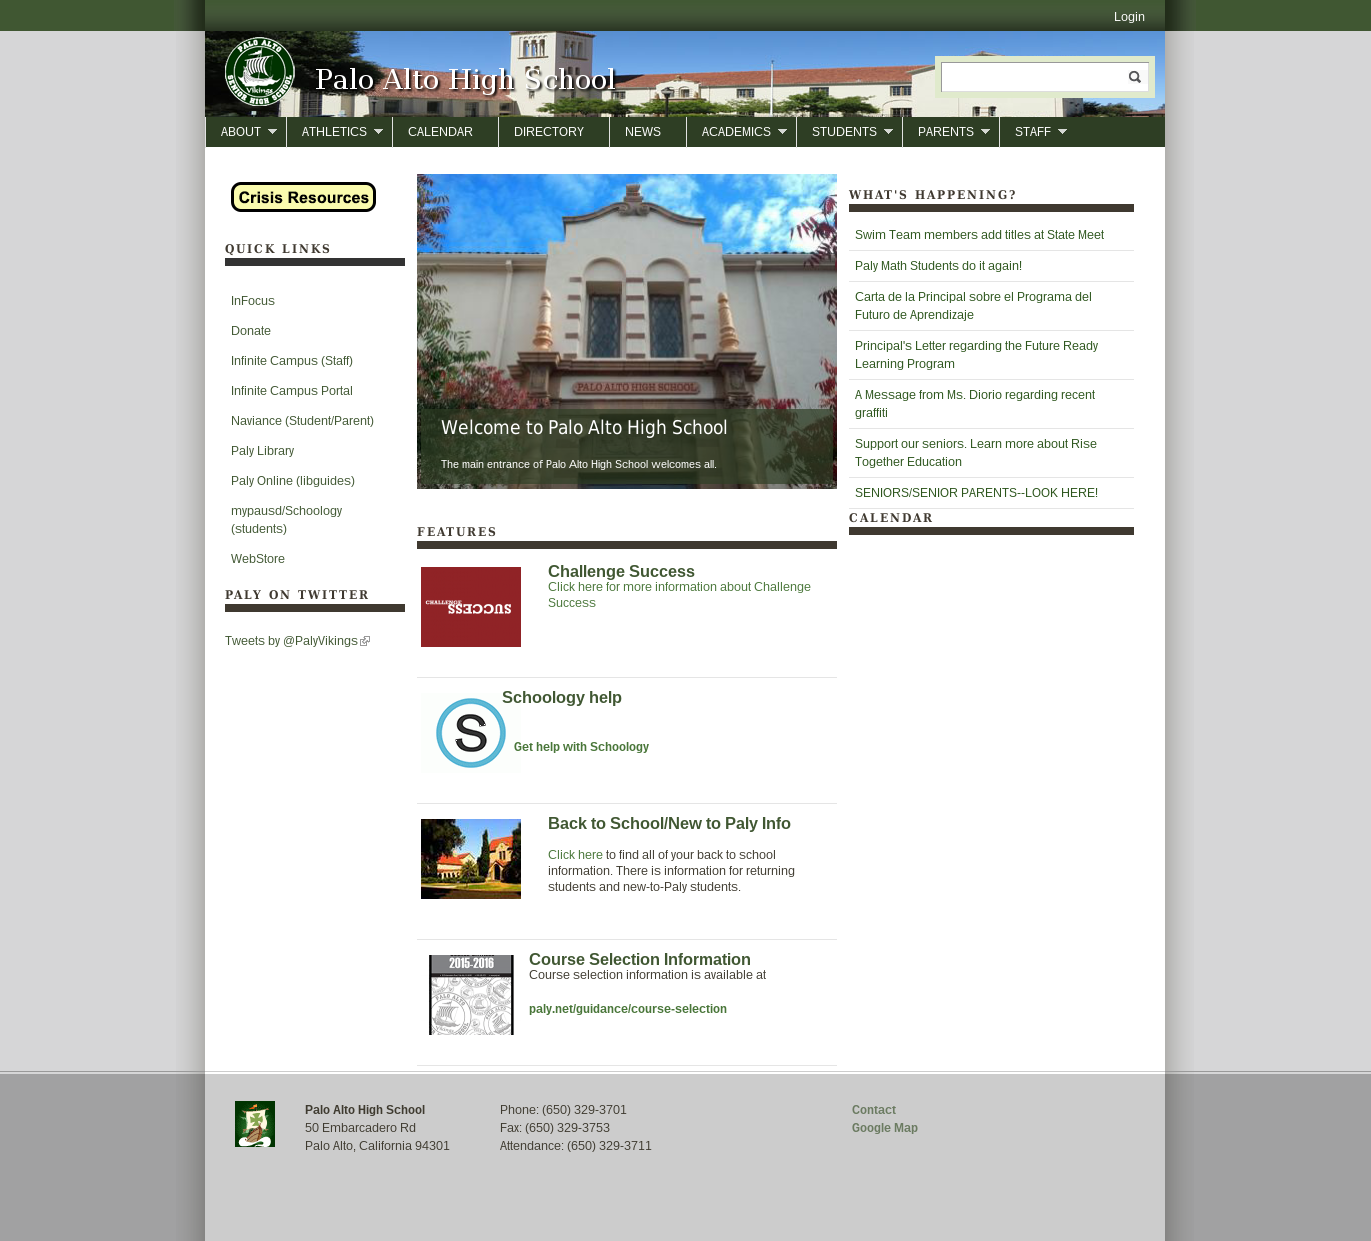 Login
PALO ALTO
Vikings
SENIOR HIGH SCHOOL
Palo Alto High School
ABOUT
ATHLETICS
CALENDAR
DIRECTORY
NEWS
ACADEMICS
STUDENTS
PARENTS
STAFF
Crisis Resources
QUICK LINKS
InFocus
Donate
Infinite Campus (Staff)
Infinite Campus Portal
Naviance (Student/Parent)
Paly Library
Paly Online (libguides)
mypausd/Schoology
(students)
WebStore
PALY ON TWITTER
Tweets by @PalyVikings
PALO ALTO HIGH SCHOOL
Welcome to Palo Alto High School
The main entrance of Palo Alto High School welcomes all.
FEATURES
CHALLENGE
SUCCESS
Challenge Success
Click here for more information about Challenge
Success
S
Schoology help
Get help with Schoology
Back to School/New to Paly Info
Click here to find all of your back to school
information. There is information for returning
students and new-to-Paly students.
2015-2016
Course Selection Information
Course selection information is available at
paly.net/guidance/course-selection
WHAT'S HAPPENING?
Swim Team members add titles at State Meet
Paly Math Students do it again!
Carta de la Principal sobre el Programa del
Futuro de Aprendizaje
Principal's Letter regarding the Future Ready
Learning Program
A Message from Ms. Diorio regarding recent
graffiti
Support our seniors. Learn more about Rise
Together Education
SENIORS/SENIOR PARENTS--LOOK HERE!
CALENDAR
Palo Alto High School
50 Embarcadero Rd
Palo Alto, California 94301
Phone: (650) 329-3701
Fax: (650) 329-3753
Attendance: (650) 329-3711
Contact
Google Map